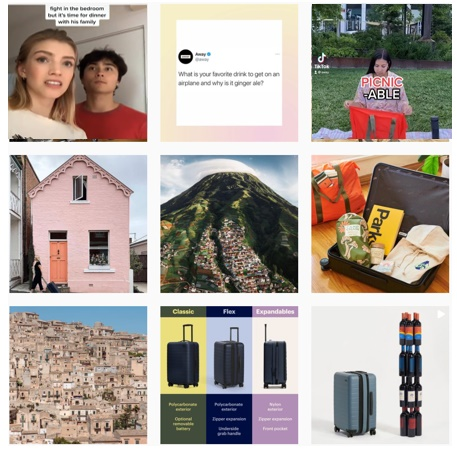 fight in the bedroom
but it's time for dinner
with his family
Away
@away
What is your favorite drink to get on an
airplane and why is it ginger ale?
TikTok
PICNIC
-ABLE
Park
Classic
Flex
Expandables
Polycarbonate
exterior
Optional
removable
battery
Polycarbonate
exterior
Zipper expansion
Underside
grab handle
Nylon
exterior
Zipper expansion
Front pocket